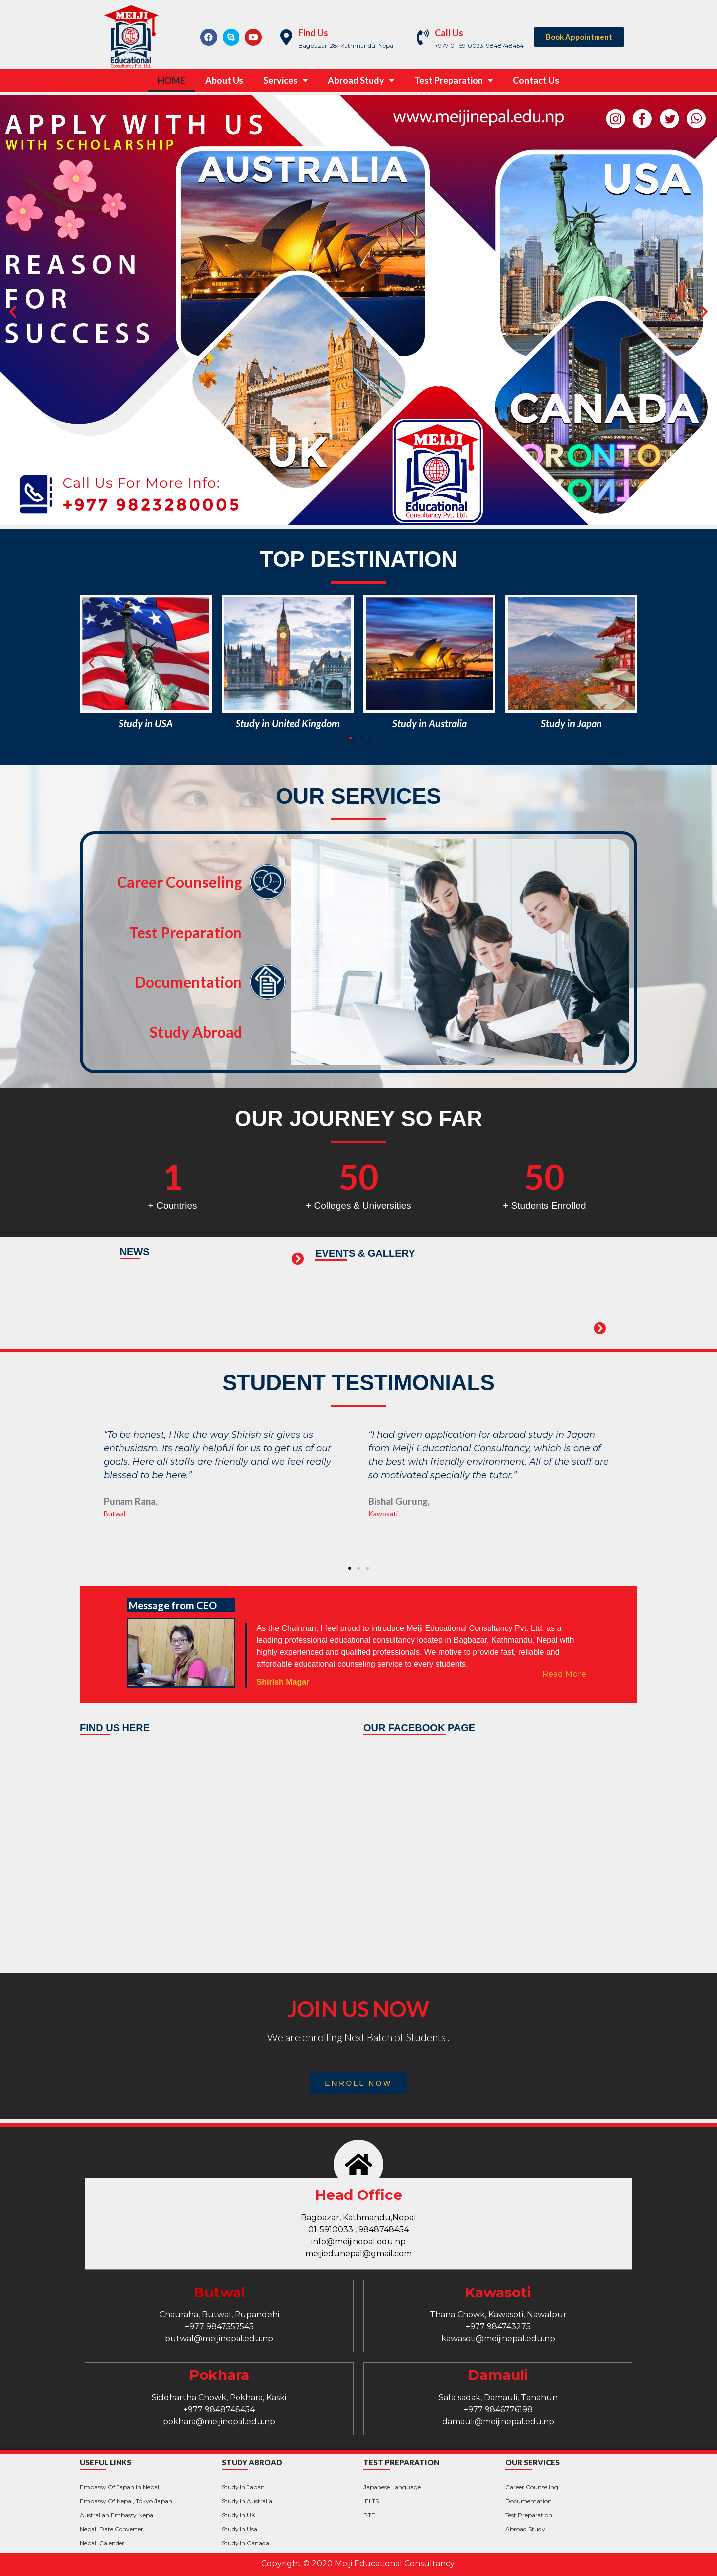 MEIJI
Educational
Consultancy Pvt. Ltd.
Find Us
Bagbazar-28, Kathmandu, Nepal
Call Us
+977 01-5910033, 9848748454
Book Appointment
HOME
About Us
Services
Abroad Study
Test Preparation
Contact Us
APPLY WITH US
WITH SCHOLARSHIP
www.meijinepal.edu.np
AUSTRALIA
USA
REASON
FOR
SUCCESS
UK
CANADA
TORONTO
MEIJI
Educational
Consultancy Pvt. Ltd.
Call Us For More Info:
+977 9823280005
TOP DESTINATION
Study in USA
Study in United Kingdom
Study in Australia
Study in Japan
OUR SERVICES
Career Counseling
Test Preparation
Documentation
Study Abroad
OUR JOURNEY SO FAR
1
+ Countries
50
+ Colleges & Universities
50
+ Students Enrolled
NEWS
EVENTS & GALLERY
STUDENT TESTIMONIALS
“To be honest, I like the way Shirish sir gives us
enthusiasm. Its really helpful for us to get us of our
goals. Here all staffs are friendly and we feel really
blessed to be here.”
Punam Rana,
Butwal
“I had given application for abroad study in Japan
from Meiji Educational Consultancy, which is one of
the best with friendly environment. All of the staff are
so motivated specially the tutor.”
Bishal Gurung,
Kawosati
Message from CEO
As the Chairman, I feel proud to introduce Meiji Educational Consultancy Pvt. Ltd. as a
leading professional educational consultancy located in Bagbazar, Kathmandu, Nepal with
highly experienced and qualified professionals. We motive to provide fast, reliable and
affordable educational counseling service to every students.
Read More
Shirish Magar
FIND US HERE
OUR FACEBOOK PAGE
JOIN US NOW
We are enrolling Next Batch of Students .
ENROLL NOW
Head Office
Bagbazar, Kathmandu,Nepal
01-5910033 , 9848748454
info@meijinepal.edu.np
meijiedunepal@gmail.com
Butwal
Chauraha, Butwal, Rupandehi
+977 9847557545
butwal@meijinepal.edu.np
Kawasoti
Thana Chowk, Kawasoti, Nawalpur
+977 984743275
kawasoti@meijinepal.edu.np
Pokhara
Siddhartha Chowk, Pokhara, Kaski
+977 9848748454
pokhara@meijinepal.edu.np
Damauli
Safa sadak, Damauli, Tanahun
+977 9846776198
damauli@meijinepal.edu.np
USEFUL LINKS
Embassy Of Japan In Nepal
Embassy Of Nepal, Tokyo Japan
Australian Embassy Nepal
Nepali Date Converter
Nepali Calender
STUDY ABROAD
Study In Japan
Study In Australia
Study In UK
Study In Usa
Study In Canada
TEST PREPARATION
Japanese Language
IELTS
PTE
OUR SERVICES
Career Counseling
Documentation
Test Preparation
Abroad Study
Copyright © 2020 Meiji Educational Consultancy.